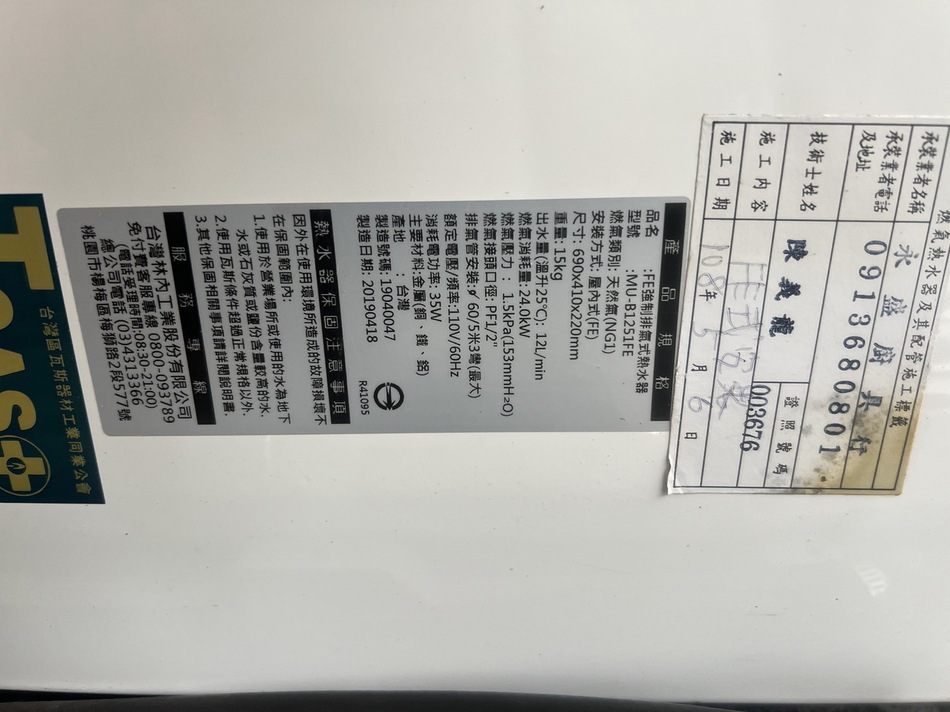 燃氣熱水器及其配管施工標籤
承裝業者名稱 永盛廚具行
承裝業者電話及地址 0913680801
技術士姓名 陳義龍 證照號碼 003676
施工內容 FE式安裝
施工日期 108年5月6日
產品規格
品名 :FE強制排氣式熱水器
型號 :MU-B1251FE
燃氣類別: 天然氣(NG1)
安裝方式: 屋內式(FE)
尺寸: 690x410x220mm
重量: 15kg
出水量(溫升25℃): 12L/min
燃氣消耗量: 24.0kW
燃氣壓力 : 1.5kPa(153mmH₂O)
燃氣接頭口徑: PF1/2"
排氣管安裝:∮60/5米3彎(最大)
額定電壓/頻率:110V/60Hz
消耗電功率: 35W
主要材料:金屬(銅、鐵、鋁)
產地 : 台灣
製造號碼: 19040047
製造日期: 20190418
R41095
熱水器保固注意事項
因外在使用環境所造成的故障損壞不
在保固範圍內:
1.使用於營業場所或使用的水為地下
水或石灰質或鹽份含量較高的水.
2.使用瓦斯條件超過正常規格以外.
3.其他保固相關事項請詳閱說明書
服務專線
台灣林內工業股份有限公司
免付費客服專線 0800-093789
(電話受理時間:08:30-21:00)
總公司電話 (03)4313366
桃園市楊梅區梅獅路2段577號
TGAS
台灣區瓦斯器材工業同業公會